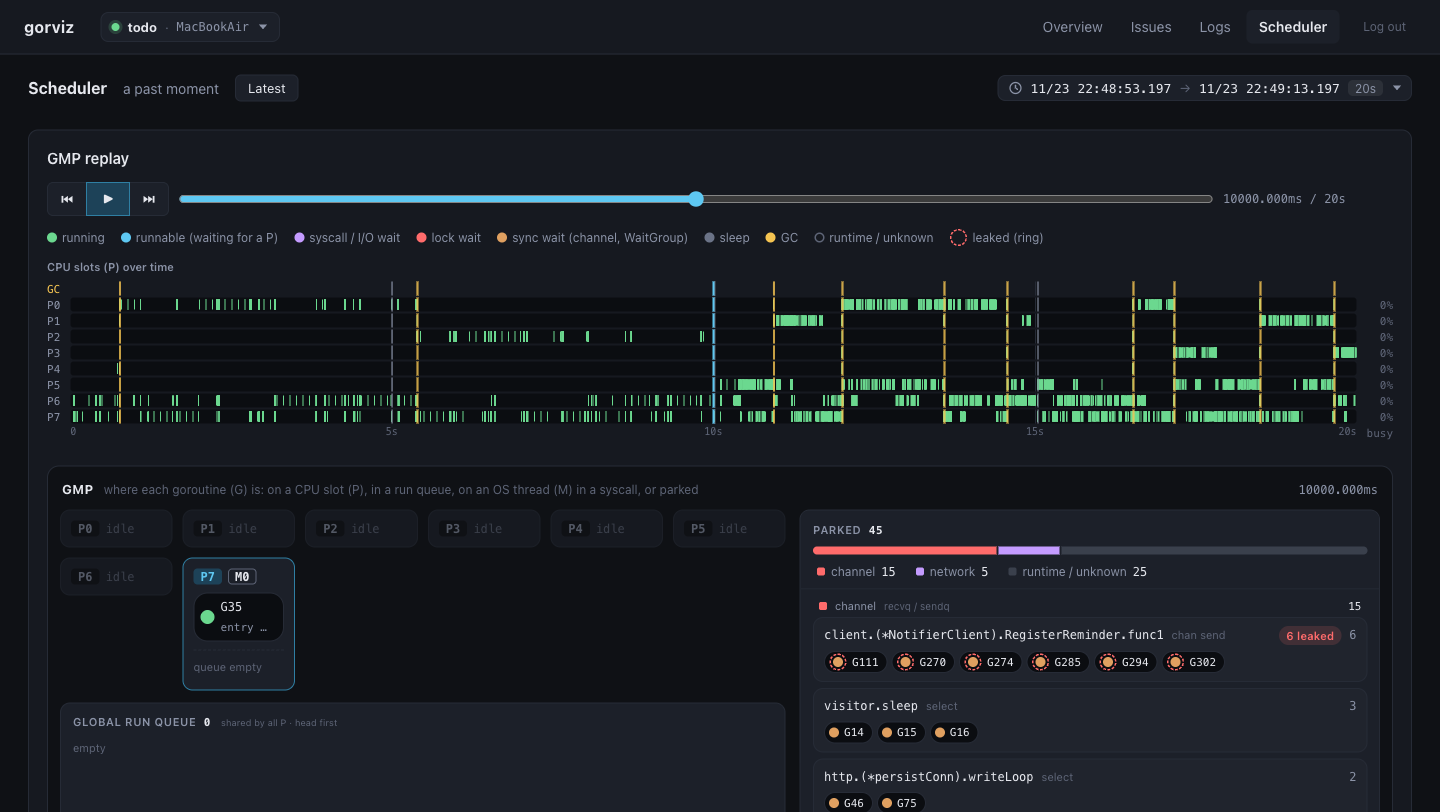 gorviz todo · MacBookAir Overview Issues Logs Scheduler Log out
Scheduler a past moment Latest 11/23 22:48:53.197 → 11/23 22:49:13.197 20s
GMP replay
10000.000ms / 20s
running runnable (waiting for a P) syscall / I/O wait lock wait sync wait (channel, WaitGroup) sleep GC runtime / unknown leaked (ring)
CPU slots (P) over time
GC
P0 0%
P1 0%
P2 0%
P3 0%
P4 0%
P5 0%
P6 0%
P7 0%
0 5s 10s 15s 20s busy
GMP where each goroutine (G) is: on a CPU slot (P), in a run queue, on an OS thread (M) in a syscall, or parked 10000.000ms
P0 idle P1 idle P2 idle P3 idle P4 idle P5 idle
P6 idle P7 M0
G35
entry …
queue empty
GLOBAL RUN QUEUE 0 shared by all P · head first
empty
PARKED 45
channel 15 network 5 runtime / unknown 25
channel recvq / sendq 15
client.(*NotifierClient).RegisterReminder.func1 chan send 6 leaked 6
G111 G270 G274 G285 G294 G302
visitor.sleep select 3
G14 G15 G16
http.(*persistConn).writeLoop select 2
G46 G75